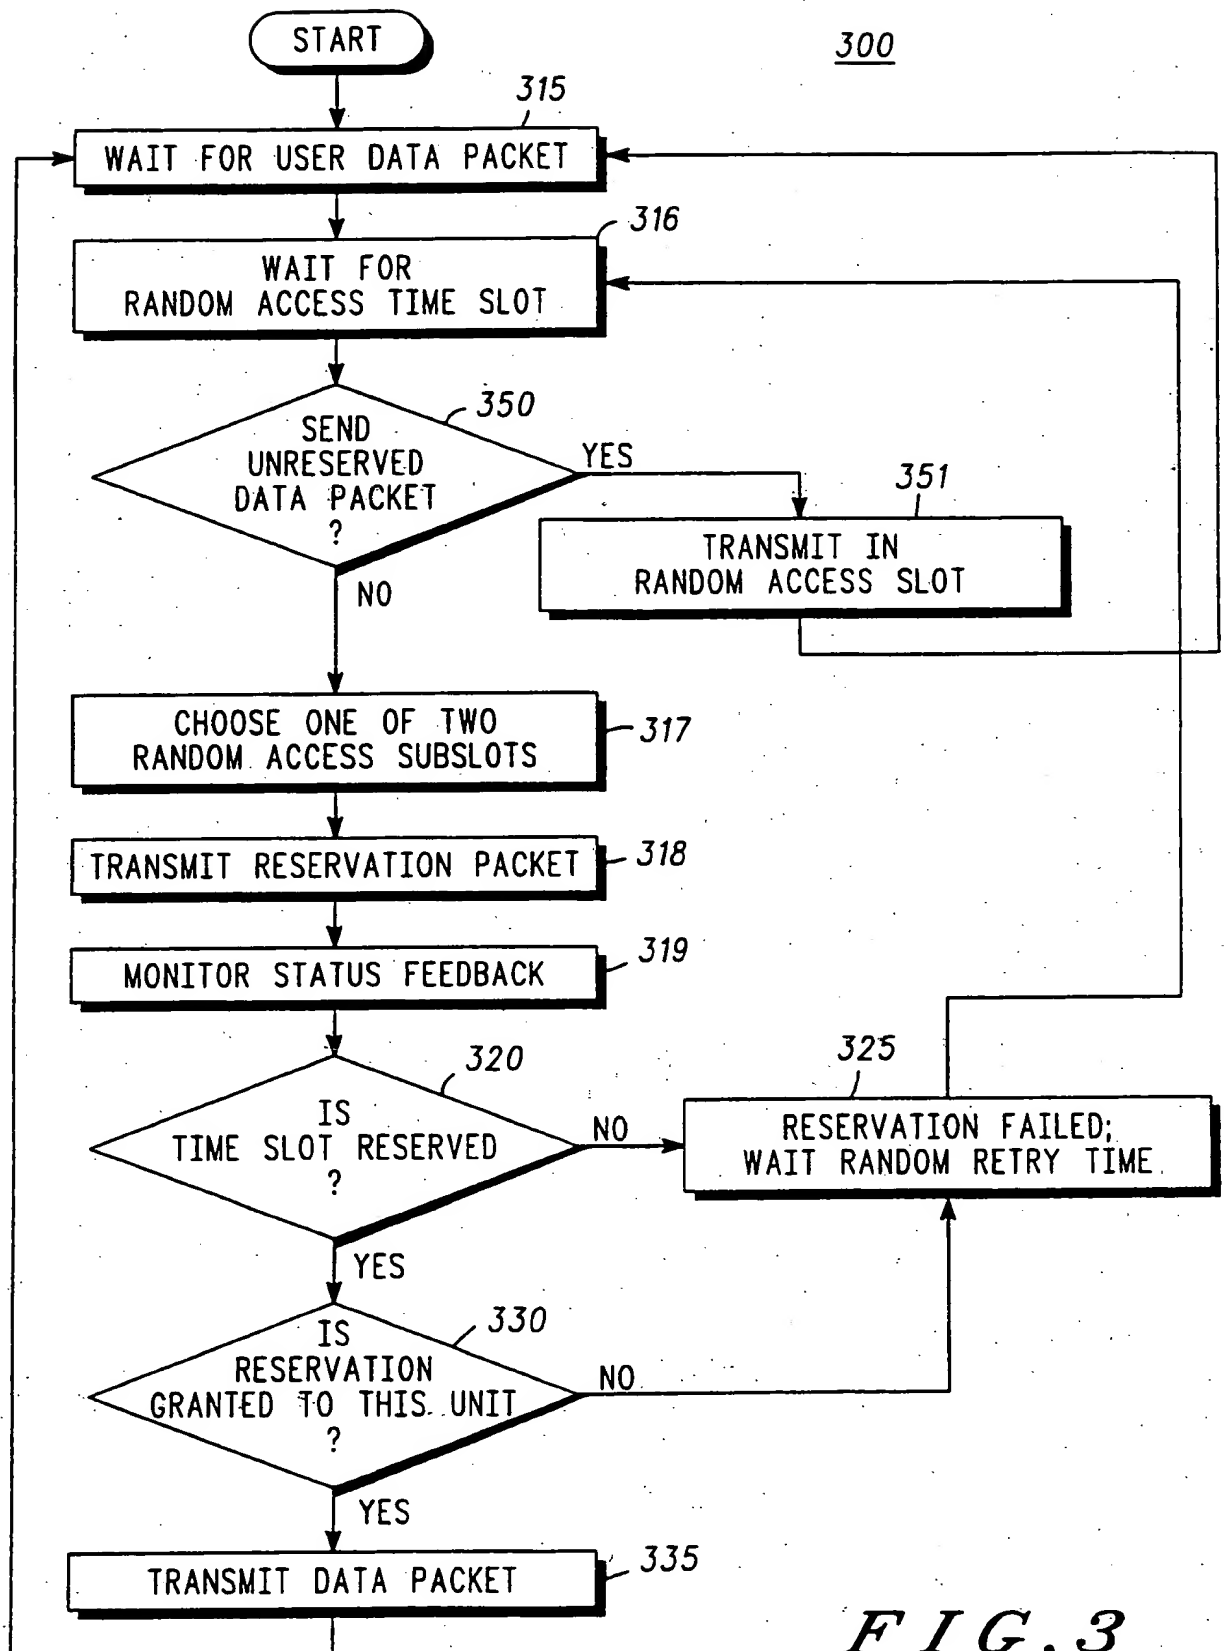 START
300
315
WAIT FOR USER DATA PACKET
316
WAIT FOR
RANDOM ACCESS TIME SLOT
350
SEND
UNRESERVED
DATA PACKET
?
YES
NO
351
TRANSMIT IN
RANDOM ACCESS SLOT
CHOOSE ONE OF TWO
RANDOM ACCESS SUBSLOTS
317
TRANSMIT RESERVATION PACKET
318
MONITOR STATUS FEEDBACK
319
320
IS
TIME SLOT RESERVED
?
NO
YES
325
RESERVATION FAILED;
WAIT RANDOM RETRY TIME
330
IS
RESERVATION
GRANTED TO THIS UNIT
?
NO
YES
TRANSMIT DATA PACKET
335
FIG.3